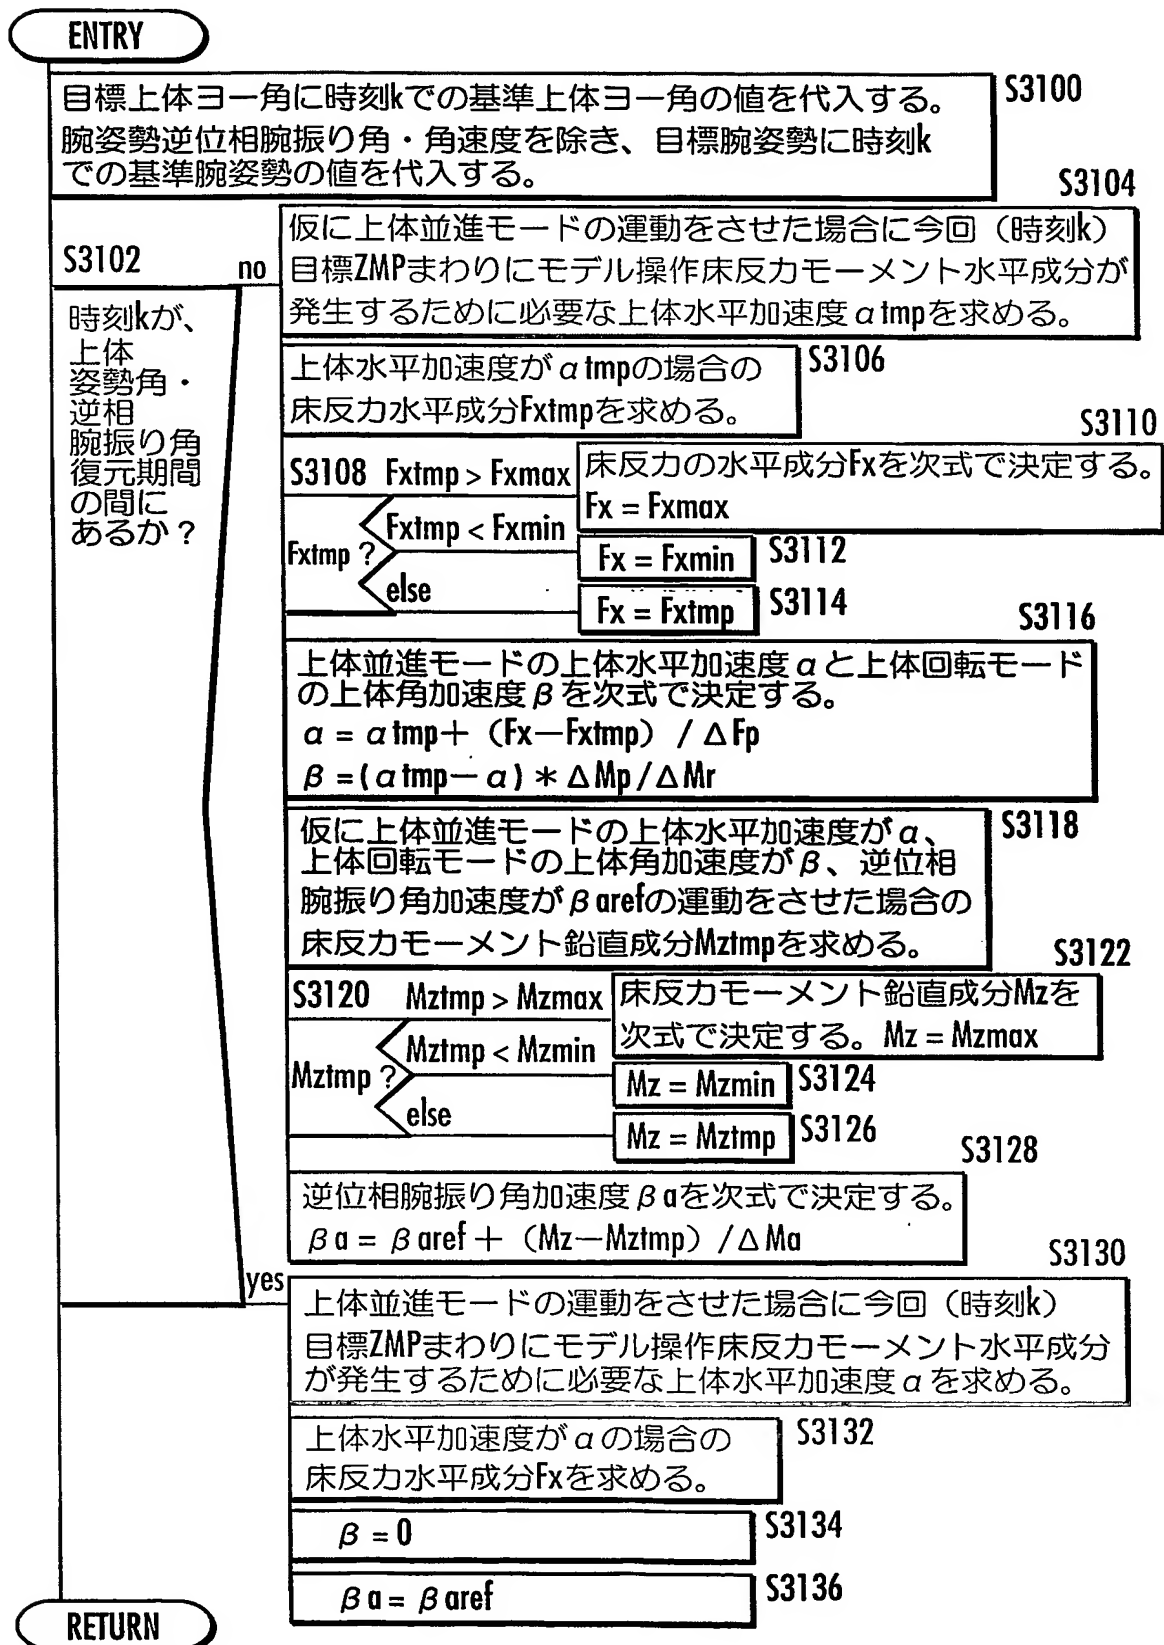 ENTRY
目標上体ヨー角に時刻kでの基準上体ヨー角の値を代入する。
腕姿勢逆位相腕振り角・角速度を除き、目標腕姿勢に時刻k
での基準腕姿勢の値を代入する。
S3100
S3102
時刻kが、
上体
姿勢角・
逆相
腕振り角
復元期間
の間に
あるか？
no
S3104
仮に上体並進モードの運動をさせた場合に今回（時刻k）
目標ZMPまわりにモデル操作床反力モーメント水平成分が
発生するために必要な上体水平加速度αtmpを求める。
S3106
上体水平加速度がαtmpの場合の
床反力水平成分Fxtmpを求める。
S3108
Fxtmp ?
Fxtmp > Fxmax
S3110
床反力の水平成分Fxを次式で決定する。
Fx = Fxmax
Fxtmp < Fxmin
Fx = Fxmin
S3112
else
Fx = Fxtmp
S3114
S3116
上体並進モードの上体水平加速度αと上体回転モード
の上体角加速度βを次式で決定する。
α = αtmp＋（Fx－Fxtmp）/ΔFp
β =(αtmp－α)＊ΔMp/ΔMr
S3118
仮に上体並進モードの上体水平加速度がα、
上体回転モードの上体角加速度がβ、逆位相
腕振り角加速度がβarefの運動をさせた場合の
床反力モーメント鉛直成分Mztmpを求める。
S3120
Mztmp ?
Mztmp > Mzmax
S3122
床反力モーメント鉛直成分Mzを
次式で決定する。Mz = Mzmax
Mztmp < Mzmin
Mz = Mzmin
S3124
else
Mz = Mztmp
S3126
S3128
逆位相腕振り角加速度βaを次式で決定する。
βa = βaref＋（Mz－Mztmp）/ΔMa
yes
S3130
上体並進モードの運動をさせた場合に今回（時刻k）
目標ZMPまわりにモデル操作床反力モーメント水平成分
が発生するために必要な上体水平加速度αを求める。
S3132
上体水平加速度がαの場合の
床反力水平成分Fxを求める。
β = 0
S3134
βa = βaref
S3136
RETURN